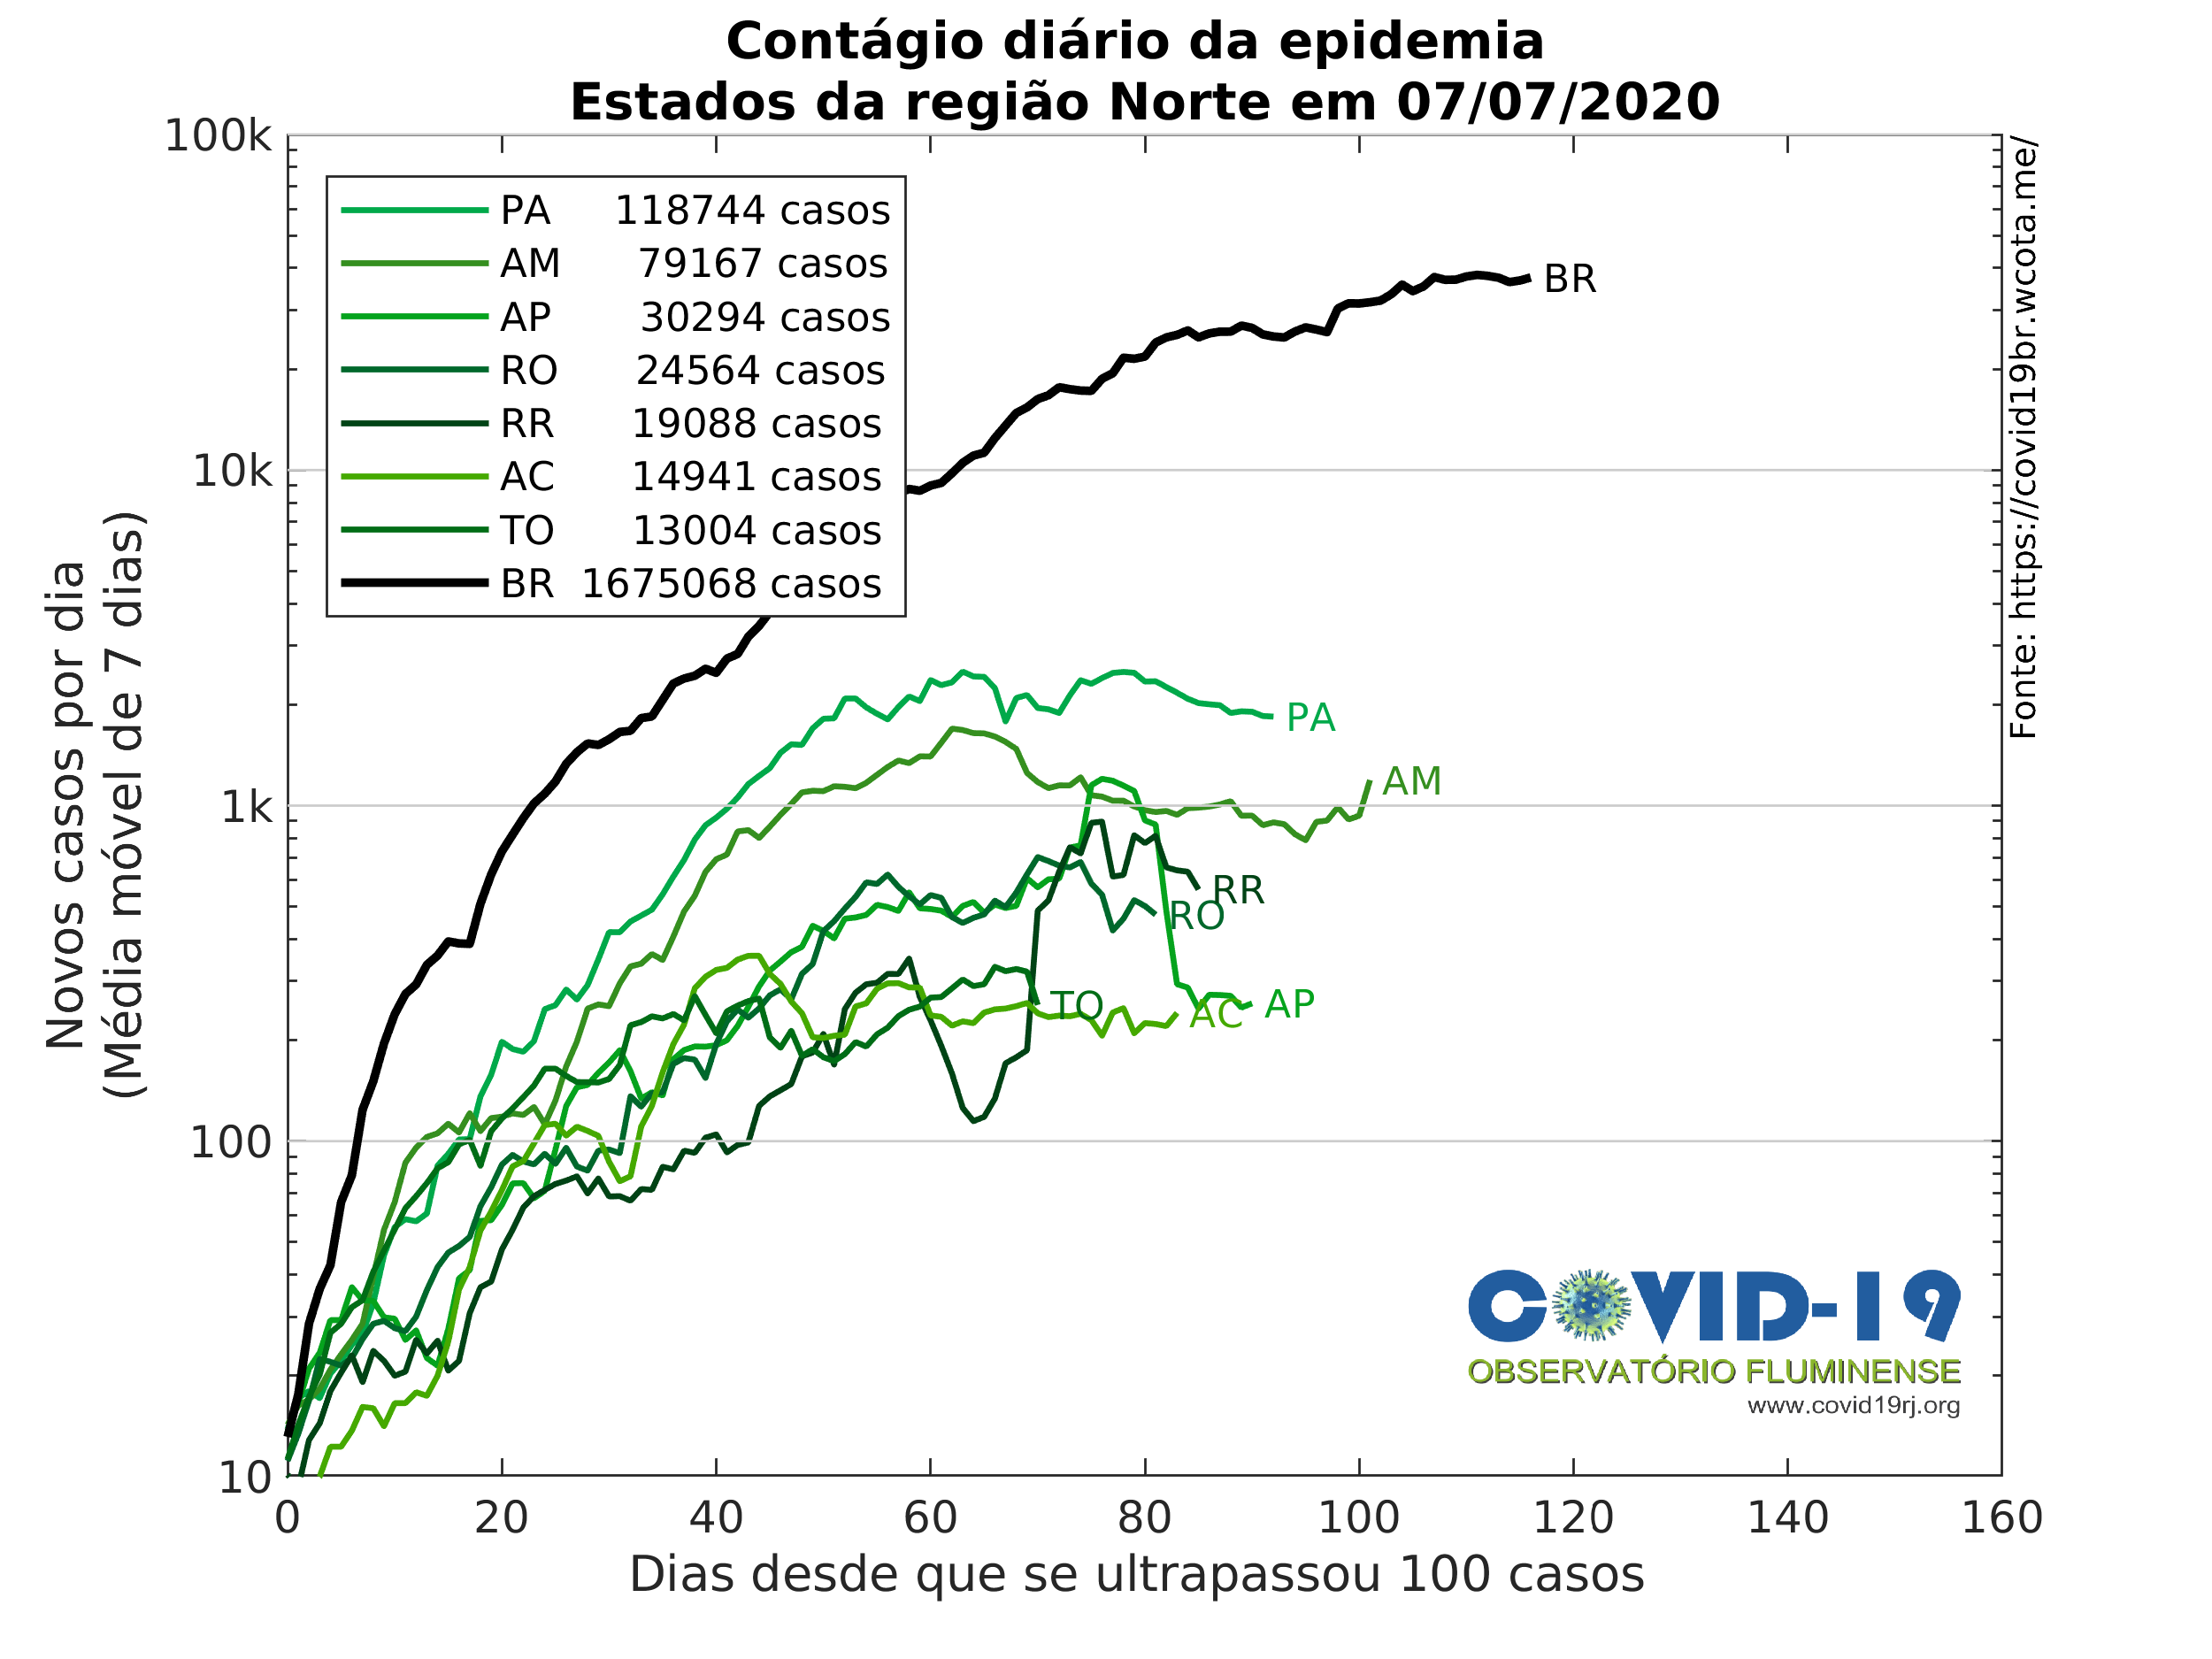 Contágio diário da epidemia
Estados da região Norte em 07/07/2020
100k
10k
1k
100
10
Novos casos por dia
(Média móvel de 7 dias)
PA 118744 casos
AM 79167 casos
AP 30294 casos
RO 24564 casos
RR 19088 casos
AC 14941 casos
TO 13004 casos
BR 1675068 casos
BR
PA
AM
RR
RO
TO
AC
AP
Fonte: https://covid19br.wcota.me/
COVID-19
OBSERVATÓRIO FLUMINENSE
www.covid19rj.org
0 20 40 60 80 100 120 140 160
Dias desde que se ultrapassou 100 casos